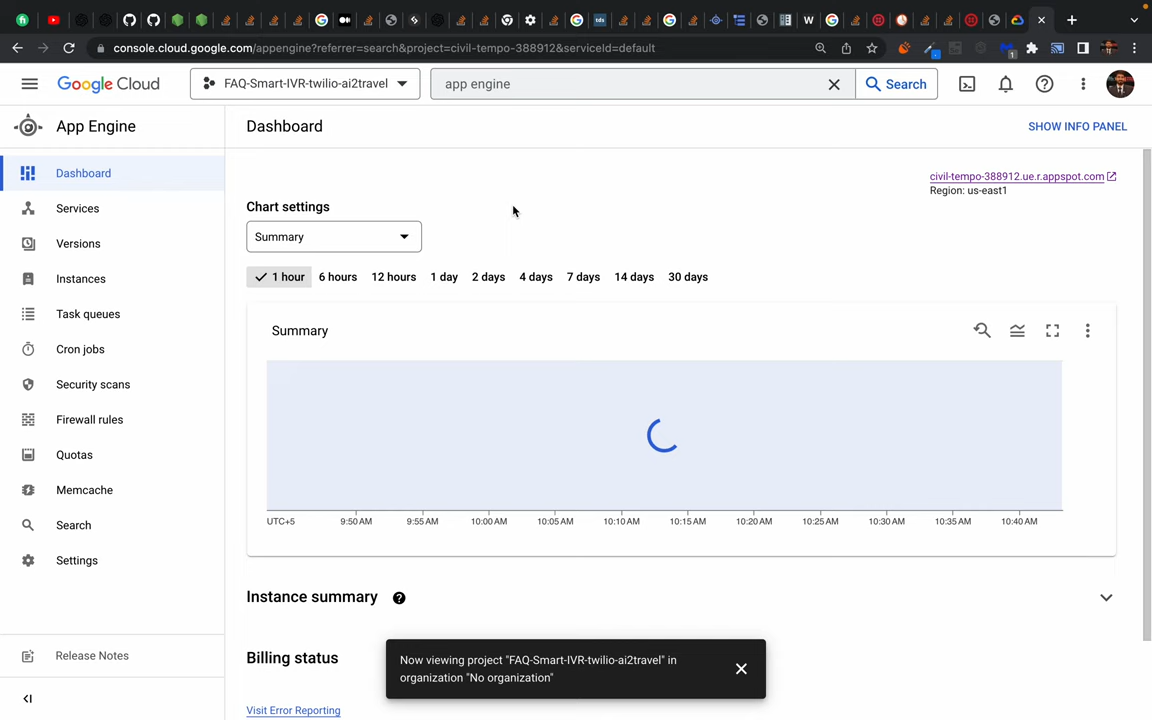 console.cloud.google.com/appengine?referrer=search&project=civil-tempo-388912&serviceId=default
1
Google Cloud
FAQ-Smart-IVR-twilio-ai2travel
app engine
Search
App Engine
Dashboard
SHOW INFO PANEL
Dashboard
Services
Versions
Instances
Task queues
Cron jobs
Security scans
Firewall rules
Quotas
Memcache
Search
Settings
Release Notes
civil-tempo-388912.ue.r.appspot.com
Region: us-east1
Chart settings
Summary
1 hour 6 hours 12 hours 1 day 2 days 4 days 7 days 14 days 30 days
Summary
UTC+5 9:50 AM 9:55 AM 10:00 AM 10:05 AM 10:10 AM 10:15 AM 10:20 AM 10:25 AM 10:30 AM 10:35 AM 10:40 AM
Instance summary
Billing status
Visit Error Reporting
Now viewing project "FAQ-Smart-IVR-twilio-ai2travel" in
organization "No organization"